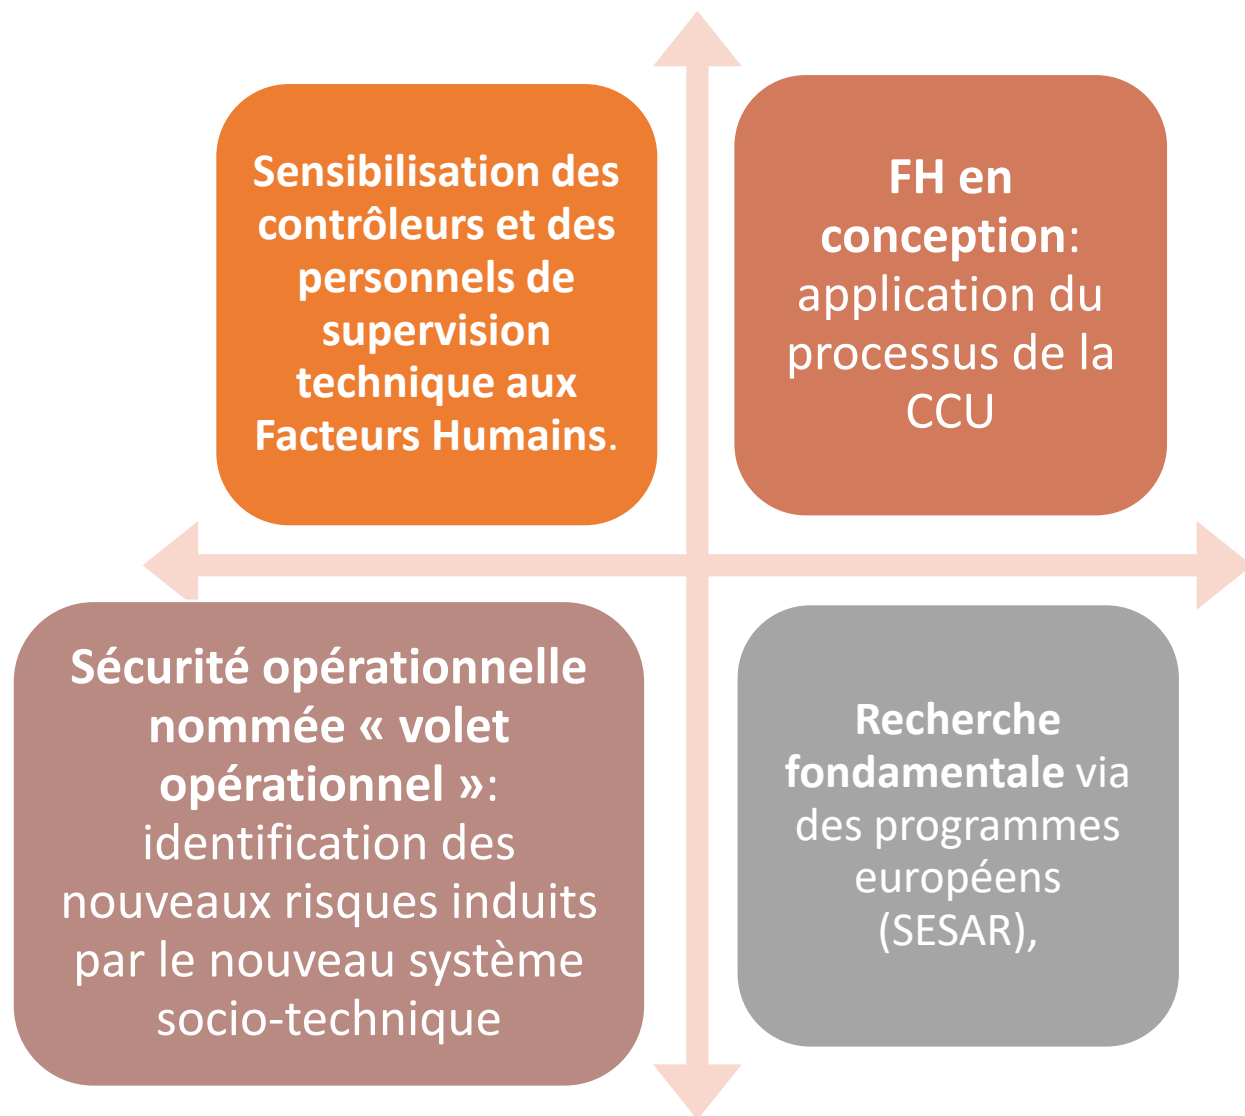 Sensibilisation des
contrôleurs et des
personnels de
supervision
technique aux
Facteurs Humains.
FH en
conception:
application du
processus de la
CCU
Sécurité opérationnelle
nommée « volet
opérationnel »:
identification des
nouveaux risques induits
par le nouveau système
socio-technique
Recherche
fondamentale via
des programmes
européens
(SESAR),